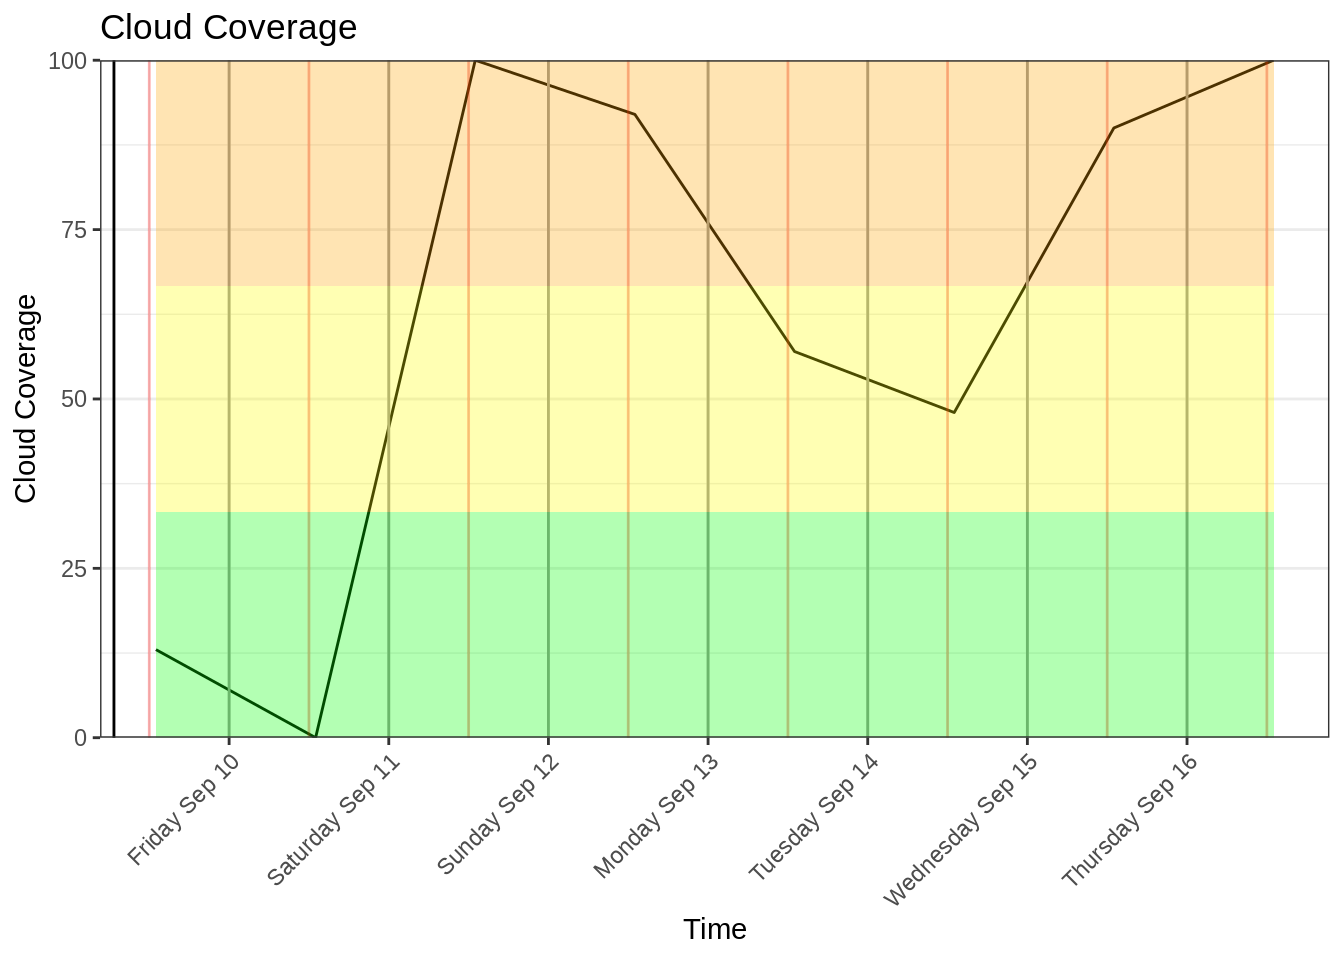 Cloud Coverage
100
75
50
25
0
Cloud Coverage
Friday Sep 10
Saturday Sep 11
Sunday Sep 12
Monday Sep 13
Tuesday Sep 14
Wednesday Sep 15
Thursday Sep 16
Time